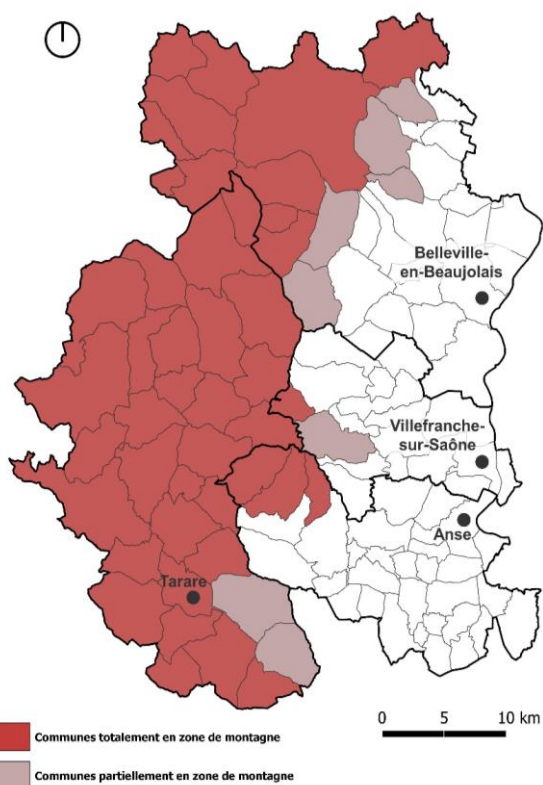 Belleville-
en-Beaujolais
Villefranche-
sur-Saône
Anse
Tarare
0 5 10 km
Communes totalement en zone de montagne
Communes partiellement en zone de montagne